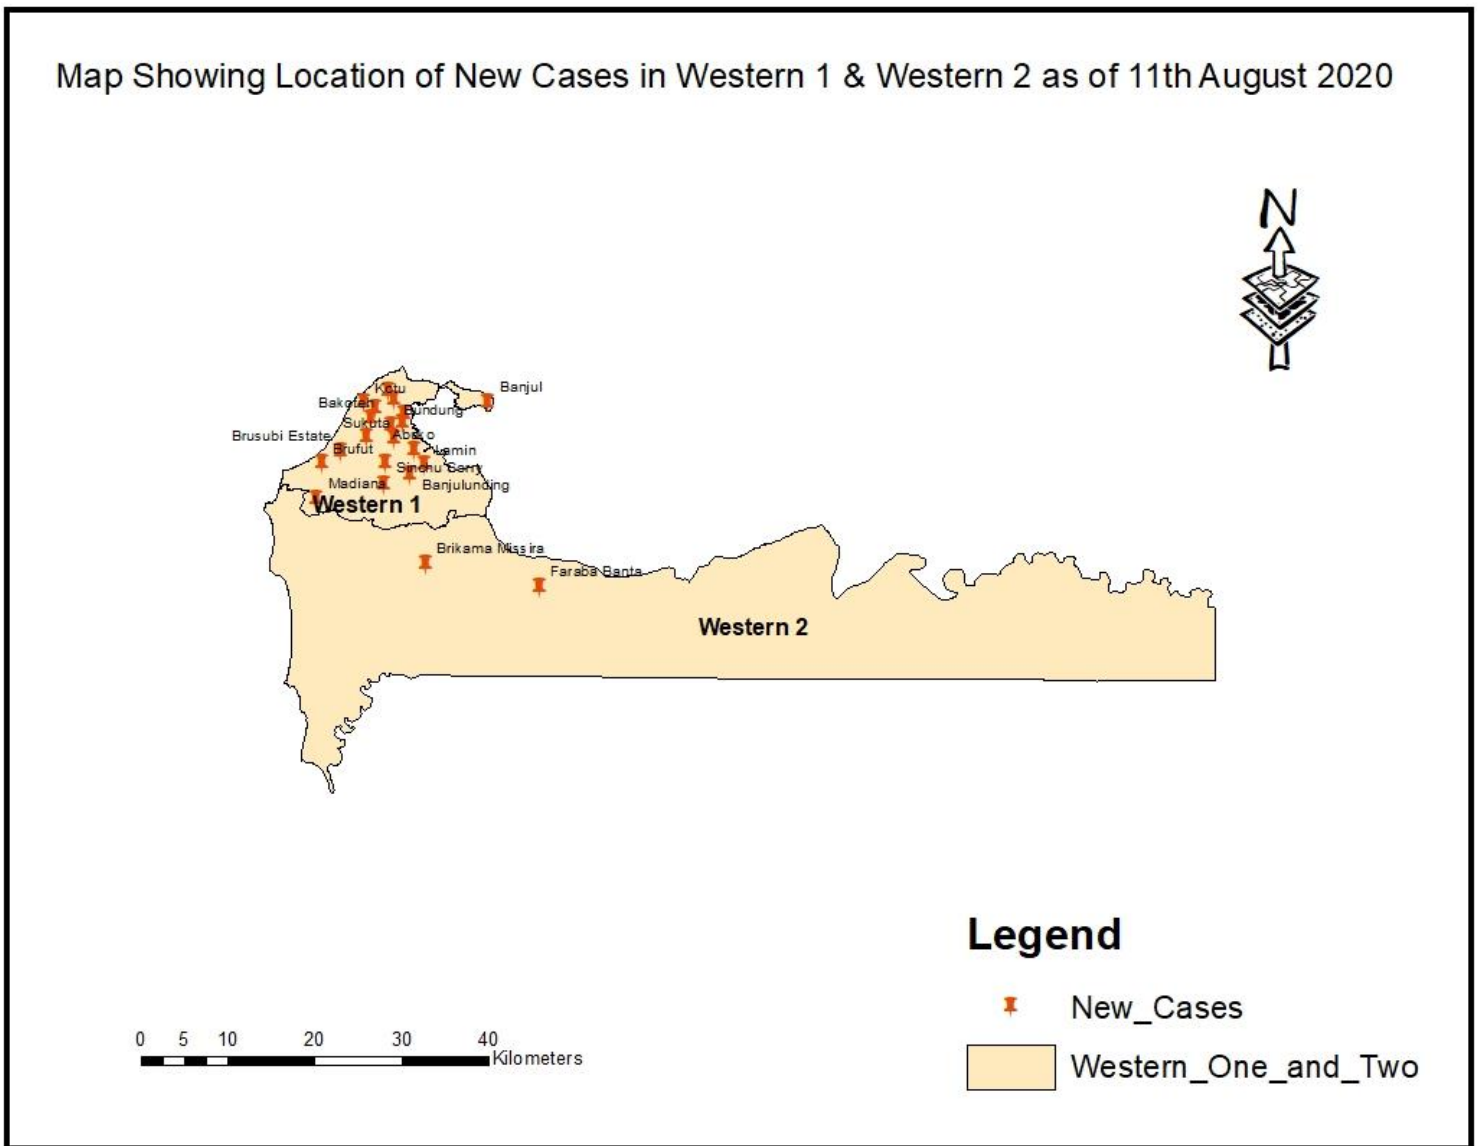 Map Showing Location of New Cases in Western 1 & Western 2 as of 11th August 2020
N
Banjul
Kotu
Bakoteh
Bundung
Sukuta
Brusubi Estate
Abuko
Brufut
Lamin
Sinchu Sorry
Madiana
Banjulunding
Western 1
Brikama Missira
Faraba Banta
Western 2
Legend
New_Cases
Western_One_and_Two
0 5 10 20 30 40
Kilometers